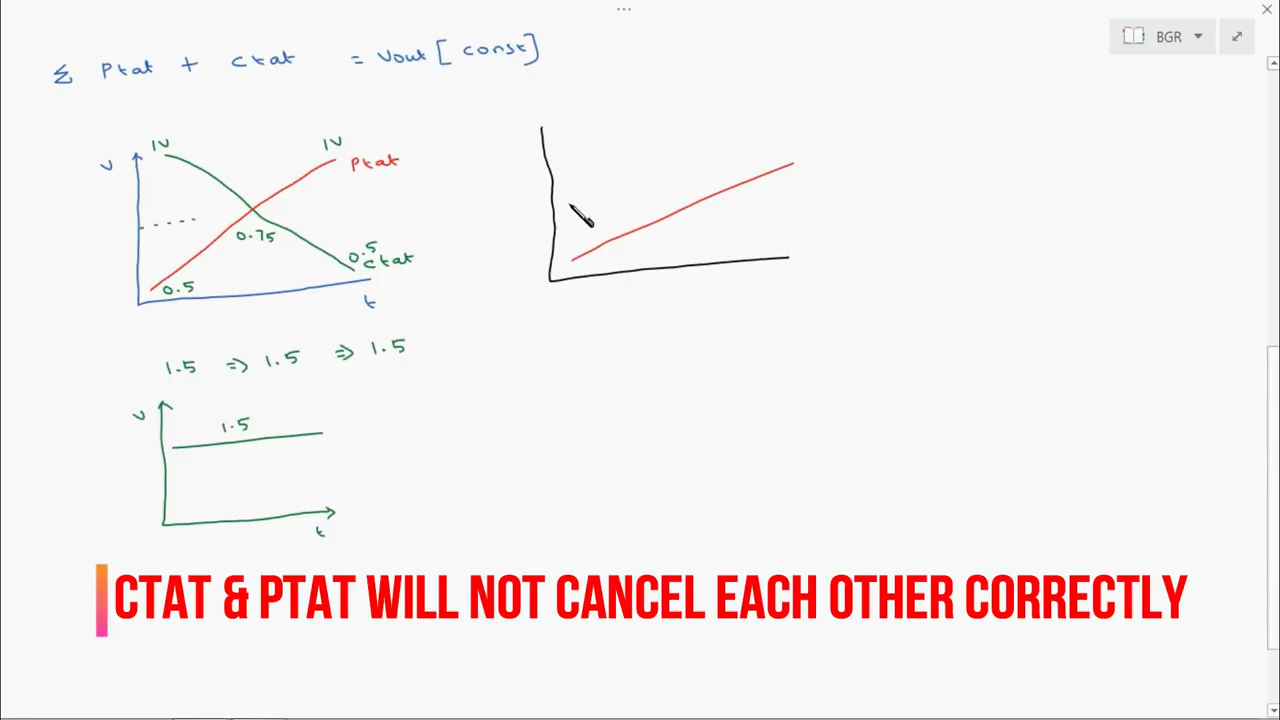 BGR
Σ Ptat + Ctat = Vout [ const ]
1V 1V
V Ptat
0.75
0.5
Ctat
0.5
t
1.5 => 1.5 => 1.5
V 1.5
t
CTAT & PTAT WILL NOT CANCEL EACH OTHER CORRECTLY